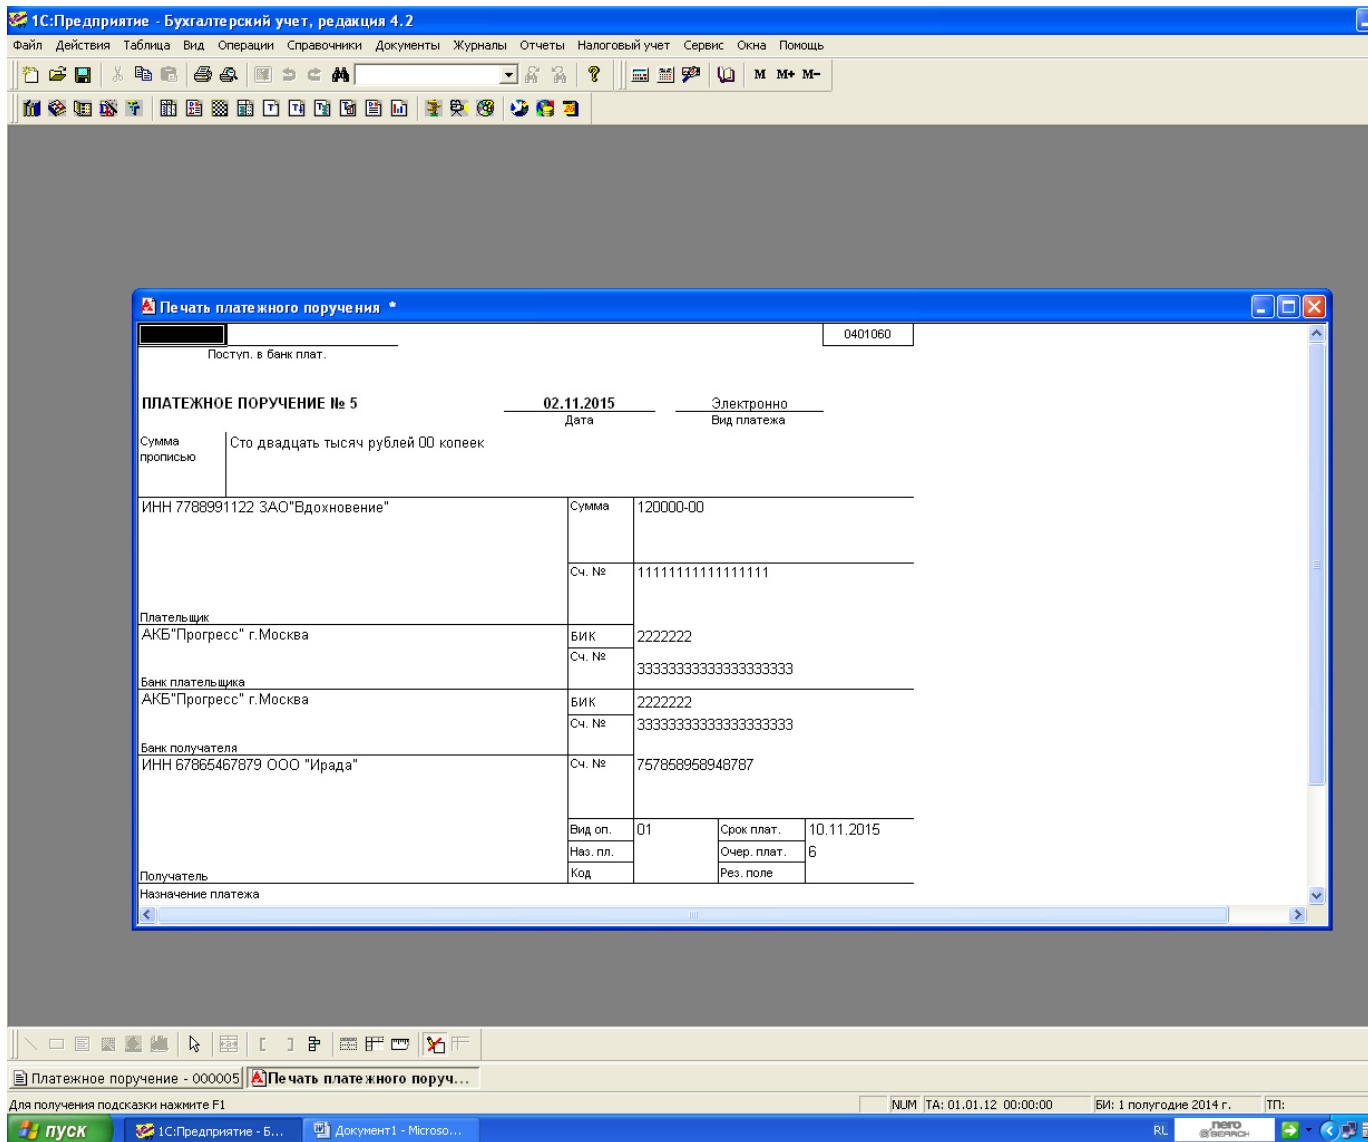 1С:Предприятие - Бухгалтерский учет, редакция 4.2
Файл Действия Таблица Вид Операции Справочники Документы Журналы Отчеты Налоговый учет Сервис Окна Помощь
M M+ M-
Печать платежного поручения *
0401060
Поступ. в банк плат.
ПЛАТЕЖНОЕ ПОРУЧЕНИЕ № 5 02.11.2015 Электронно
Дата Вид платежа
Сумма прописью Сто двадцать тысяч рублей 00 копеек
ИНН 7788991122 ЗАО"Вдохновение" Сумма 120000-00
Сч. № 11111111111111111
Плательщик
АКБ"Прогресс" г.Москва БИК 2222222
Сч. № 33333333333333333333
Банк плательщика
АКБ"Прогресс" г.Москва БИК 2222222
Сч. № 33333333333333333333
Банк получателя
ИНН 67865467879 ООО "Ирада" Сч. № 757858958948787
Вид оп. 01 Срок плат. 10.11.2015
Наз. пл. Очер. плат. 6
Получатель Код Рез. поле
Назначение платежа
Платежное поручение - 000005 Печать платежного поруч...
Для получения подсказки нажмите F1 NUM TA: 01.01.12 00:00:00 БИ: 1 полугодие 2014 г. ТП:
пуск 1С:Предприятие - Б... Документ1 - Microso... RL nero SEARCH